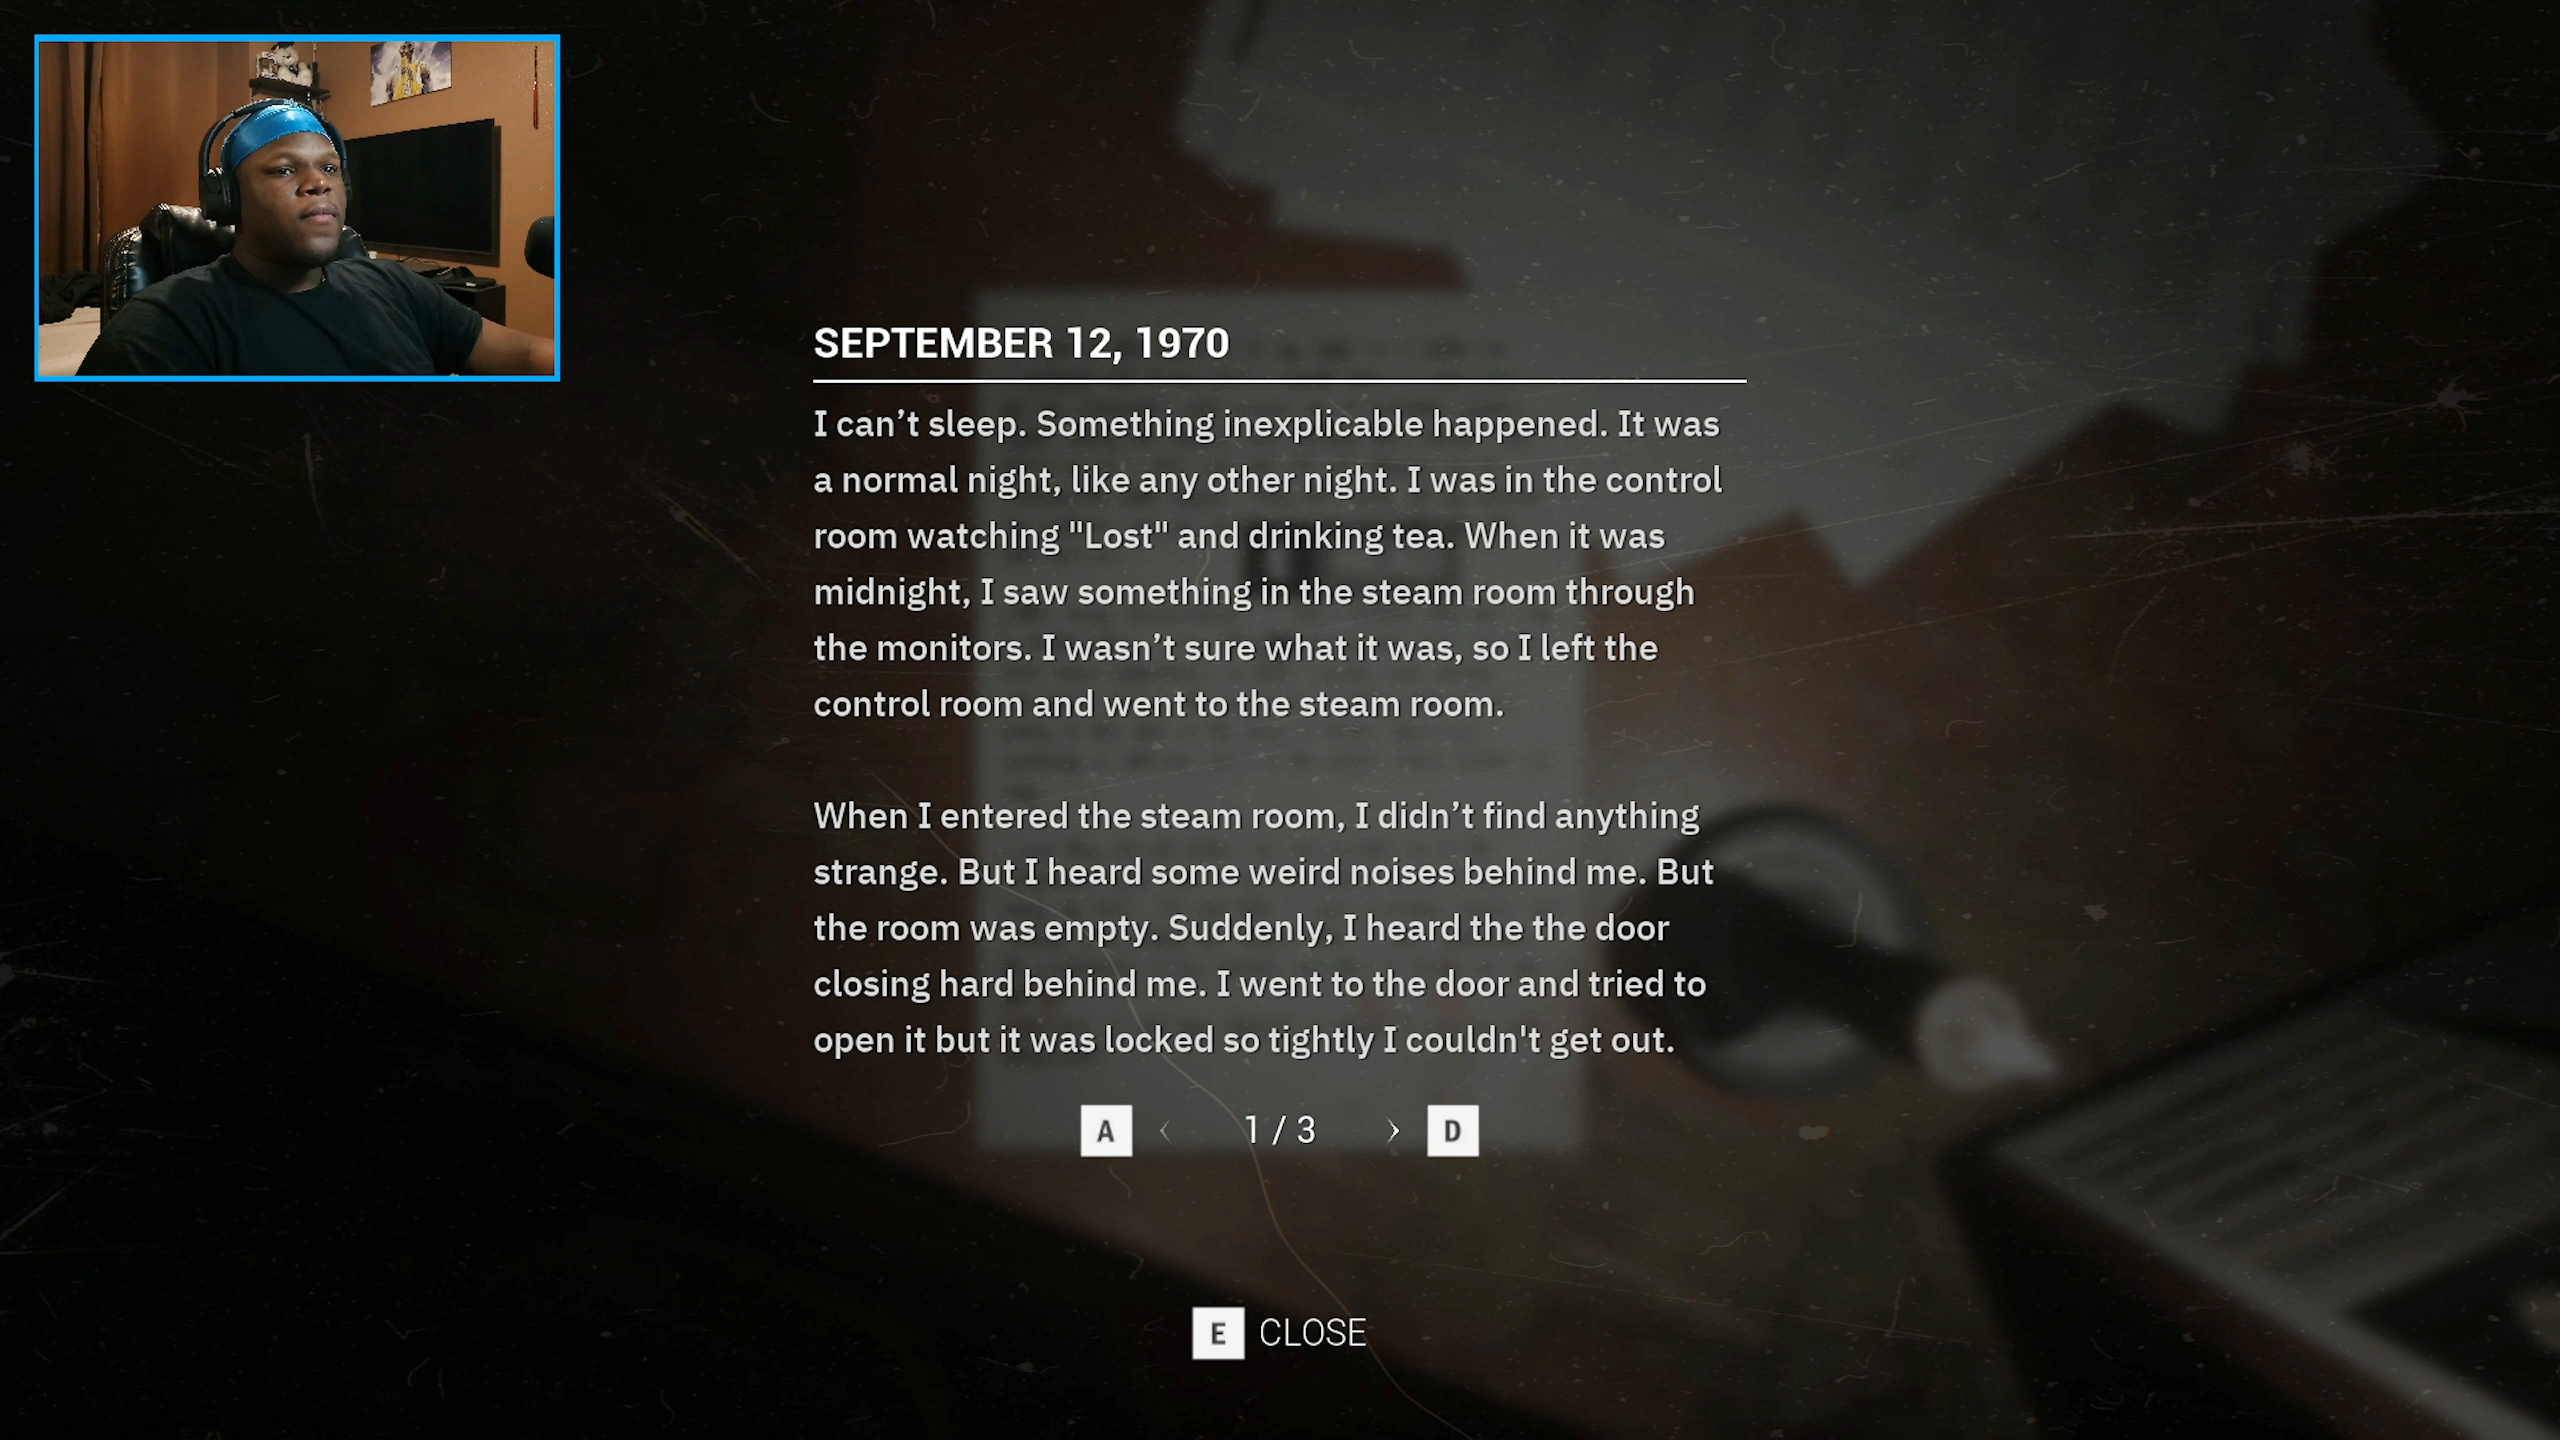 SEPTEMBER 12, 1970
I can’t sleep. Something inexplicable happened. It was
a normal night, like any other night. I was in the control
room watching "Lost" and drinking tea. When it was
midnight, I saw something in the steam room through
the monitors. I wasn’t sure what it was, so I left the
control room and went to the steam room.
When I entered the steam room, I didn’t find anything
strange. But I heard some weird noises behind me. But
the room was empty. Suddenly, I heard the the door
closing hard behind me. I went to the door and tried to
open it but it was locked so tightly I couldn't get out.
A < 1 / 3 > D
E CLOSE